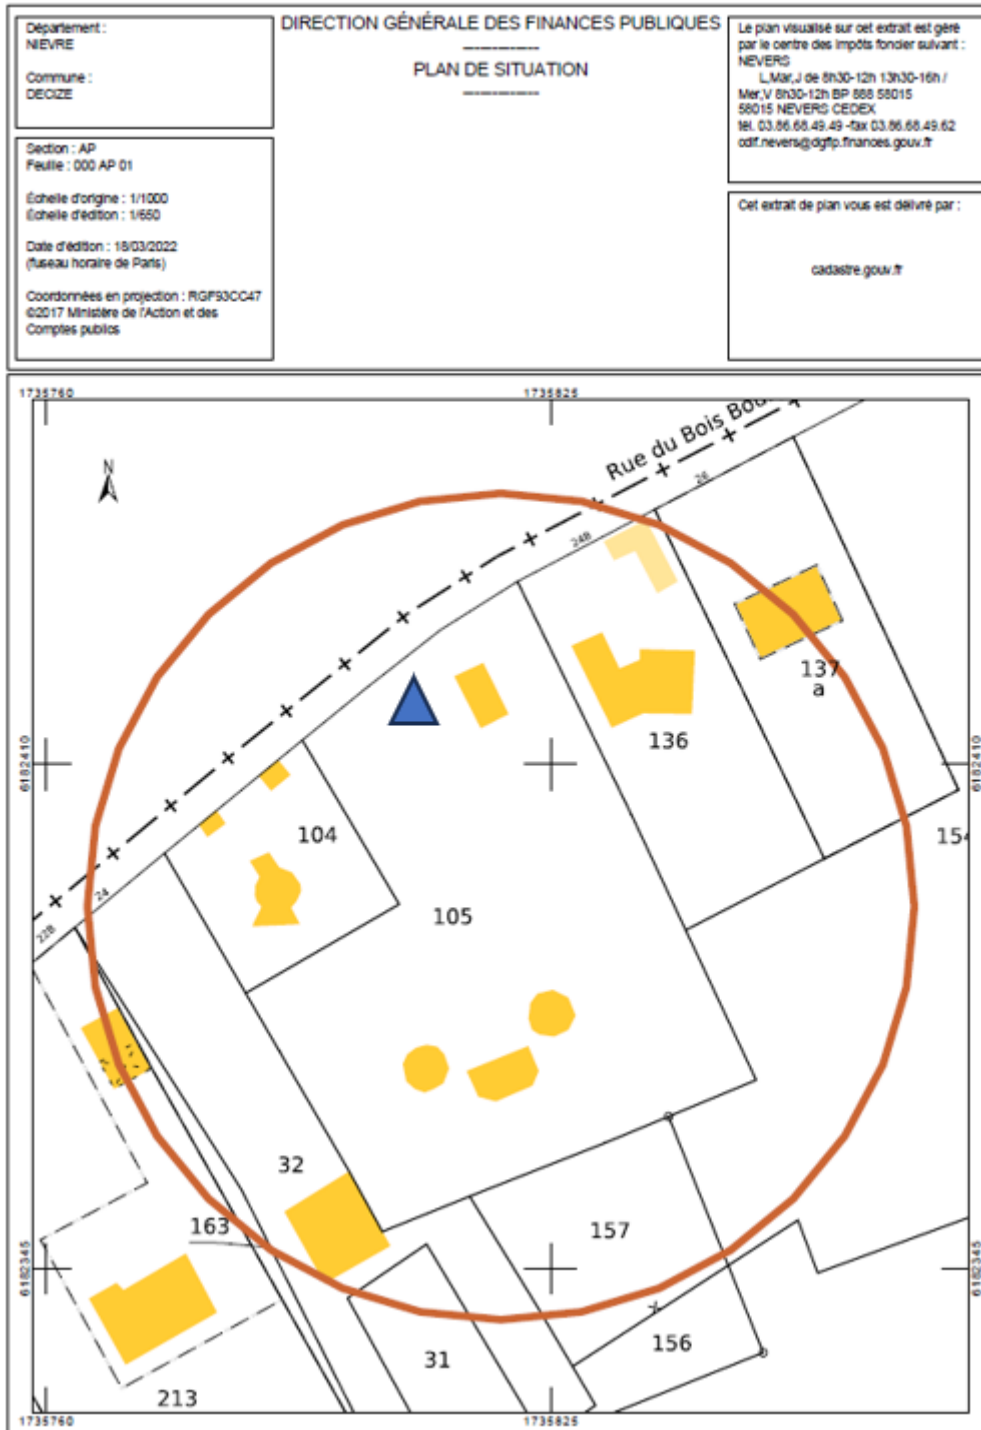 Département :
NIEVRE
Commune :
DECIZE
Section : AP
Feuille : 000 AP 01
Échelle d'origine : 1/1000
Échelle d'édition : 1/650
Date d'édition : 18/03/2022
(fuseau horaire de Paris)
Coordonnées en projection : RGF93CC47
©2017 Ministère de l'Action et des
Comptes publics
DIRECTION GÉNÉRALE DES FINANCES PUBLIQUES
---------------
PLAN DE SITUATION
---------------
Le plan visualisé sur cet extrait est géré
par le centre des impôts foncier suivant :
NEVERS
L,Mar,J de 8h30-12h 13h30-16h /
Mer,V 8h30-12h BP 888 58015
58015 NEVERS CEDEX
tél. 03.86.68.49.49 -fax 03.86.68.49.62
cdif.nevers@dgfip.finances.gouv.fr
Cet extrait de plan vous est délivré par :
cadastre.gouv.fr
1735760
1735825
Rue du Bois Bou
N
26
24B
137
a
136
6182410
6182410
104
154
105
24
22B
32
163
157
6182345
6182345
156
31
213
1735760
1735825